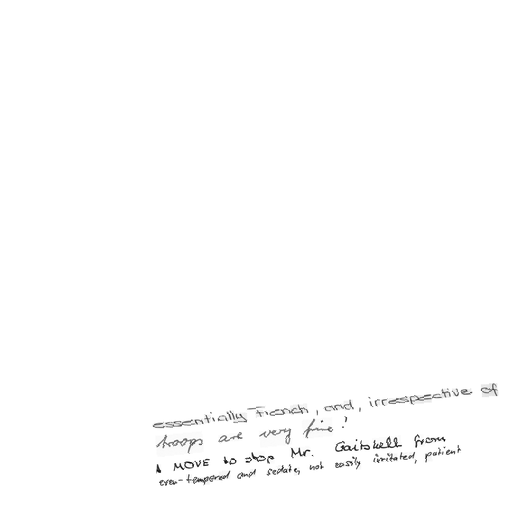 essentially French, and, irrespective of
troops are very fine!
A MOVE to stop Mr. Gaitskell from
even-tempered and sedate, not easily irritated, patient